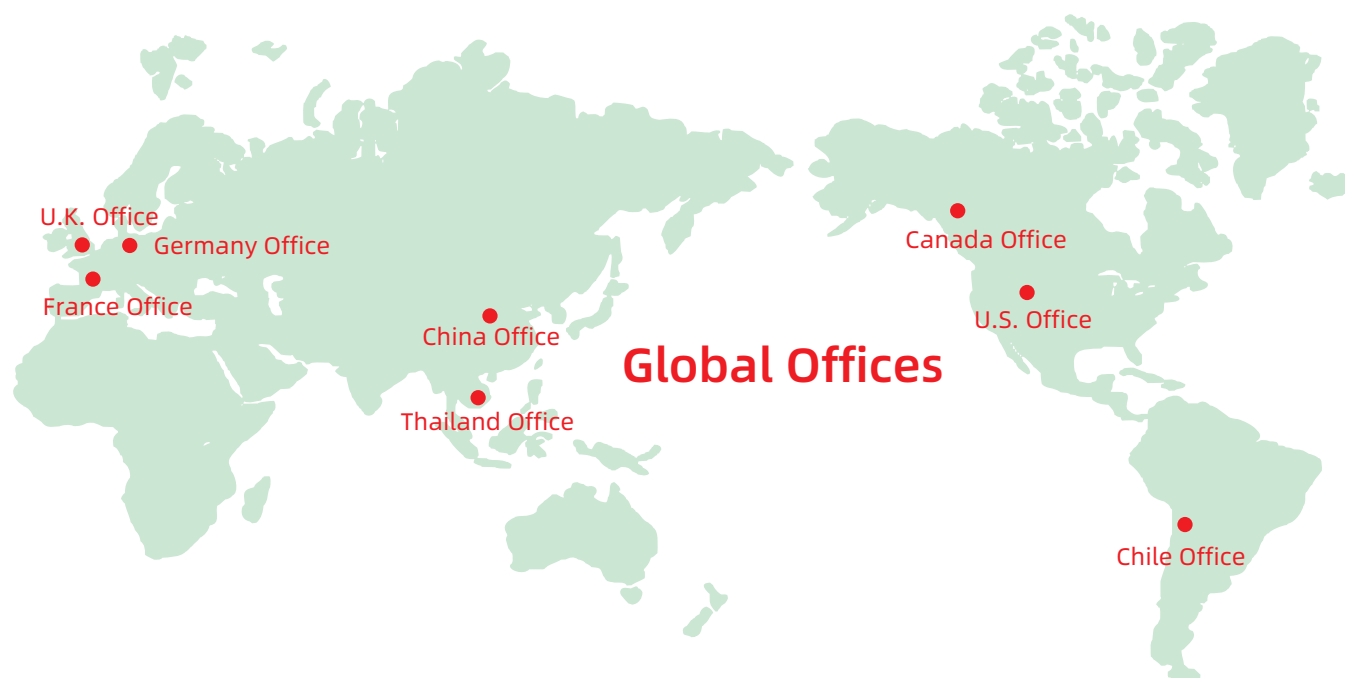 U.K. Office
Germany Office
France Office
China Office
Thailand Office
Global Offices
Canada Office
U.S. Office
Chile Office